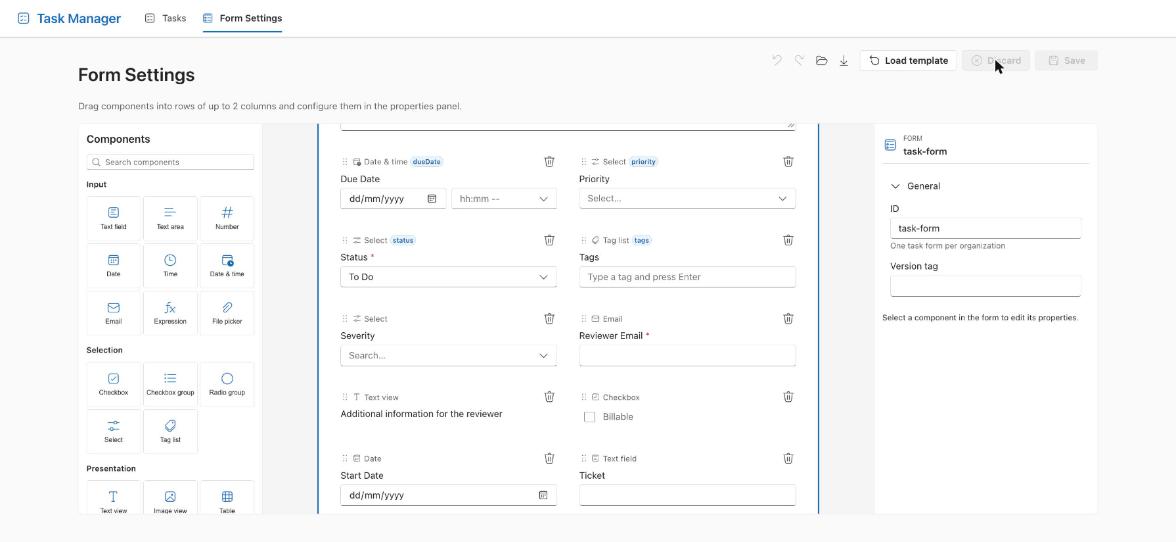 Task Manager
Tasks
Form Settings
Load template
Discard
Save
Form Settings
Drag components into rows of up to 2 columns and configure them in the properties panel.
Components
Search components
Input
Text field
Text area
Number
Date
Time
Date & time
Email
fx
Expression
File picker
Selection
Checkbox
Checkbox group
Radio group
Select
Tag list
Presentation
Text view
Image view
Table
Date & time dueDate
Select priority
Due Date
Priority
dd/mm/yyyy
hh:mm --
Select...
Select status
Tag list tags
Status *
Tags
To Do
Type a tag and press Enter
Select
Email
Severity
Reviewer Email *
Search...
Text view
Checkbox
Additional information for the reviewer
Billable
Date
Text field
Start Date
Ticket
dd/mm/yyyy
FORM
task-form
General
ID
task-form
One task form per organization
Version tag
Select a component in the form to edit its properties.